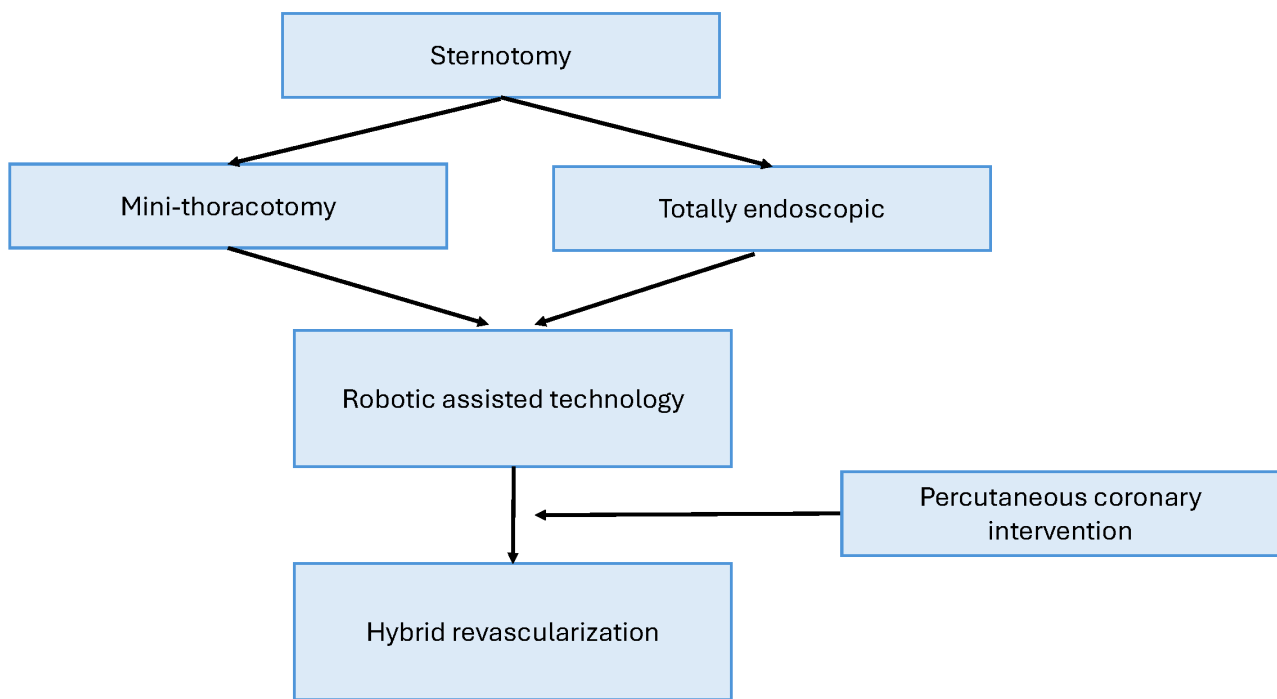 Sternotomy
Mini-thoracotomy
Totally endoscopic
Robotic assisted technology
Percutaneous coronary
intervention
Hybrid revascularization